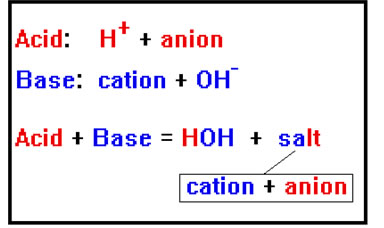 Acid: H⁺ + anion
Base: cation + OH⁻
Acid + Base = HOH + salt
cation + anion